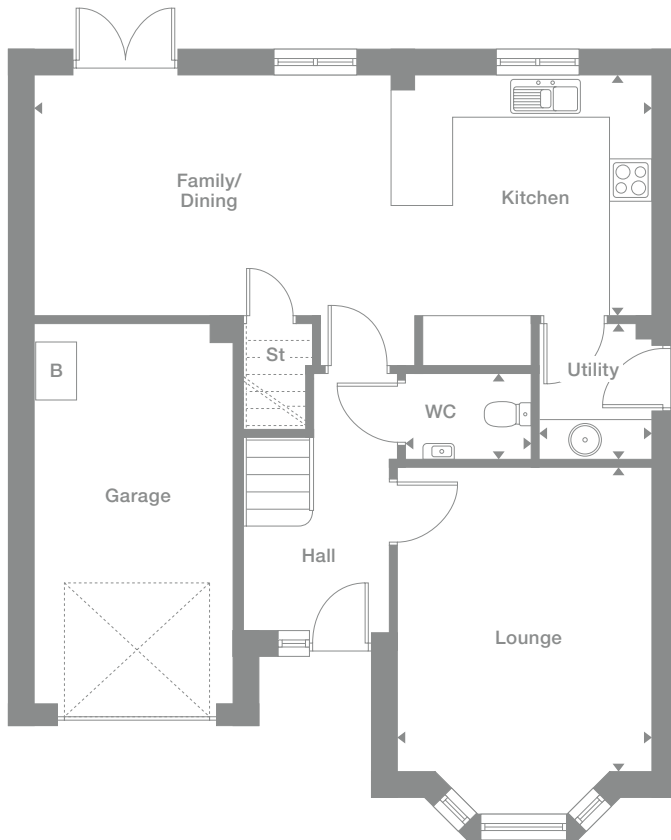 Family/
Dining
Kitchen
St
B
Utility
WC
Garage
Hall
Lounge